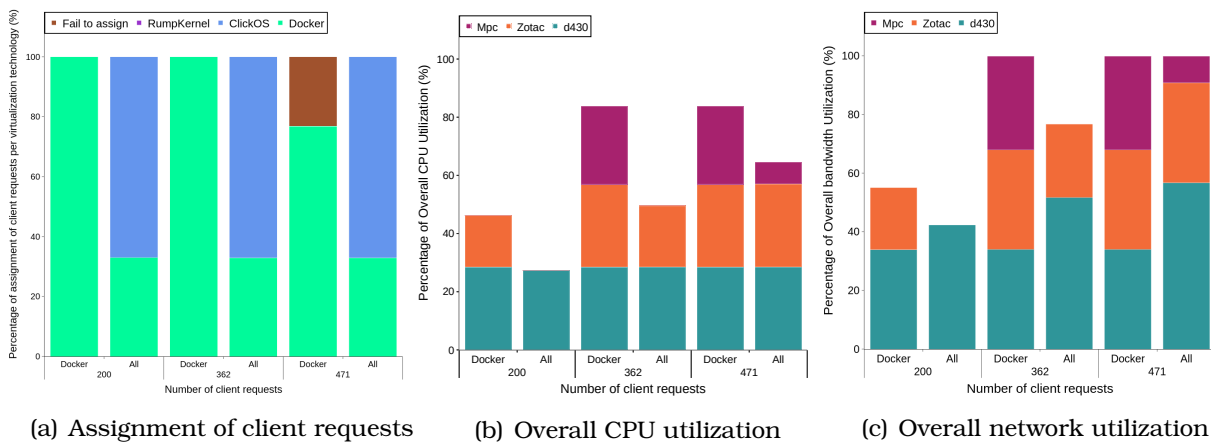 Fail to assign RumpKernel ClickOS Docker
Percentage of assignment of client requests per virtualization technology (%)
100
80
60
40
20
0
Docker All Docker All Docker All
200 362 471
Number of client requests
(a) Assignment of client requests
Mpc Zotac d430
Percentage of Overall CPU Utilization (%)
100
80
60
40
20
0
Docker All Docker All Docker All
200 362 471
Number of client requests
(b) Overall CPU utilization
Mpc Zotac d430
Percentage of Overall bandwidth Utilization (%)
100
80
60
40
20
0
Docker All Docker All Docker All
200 362 471
Number of client requests
(c) Overall network utilization